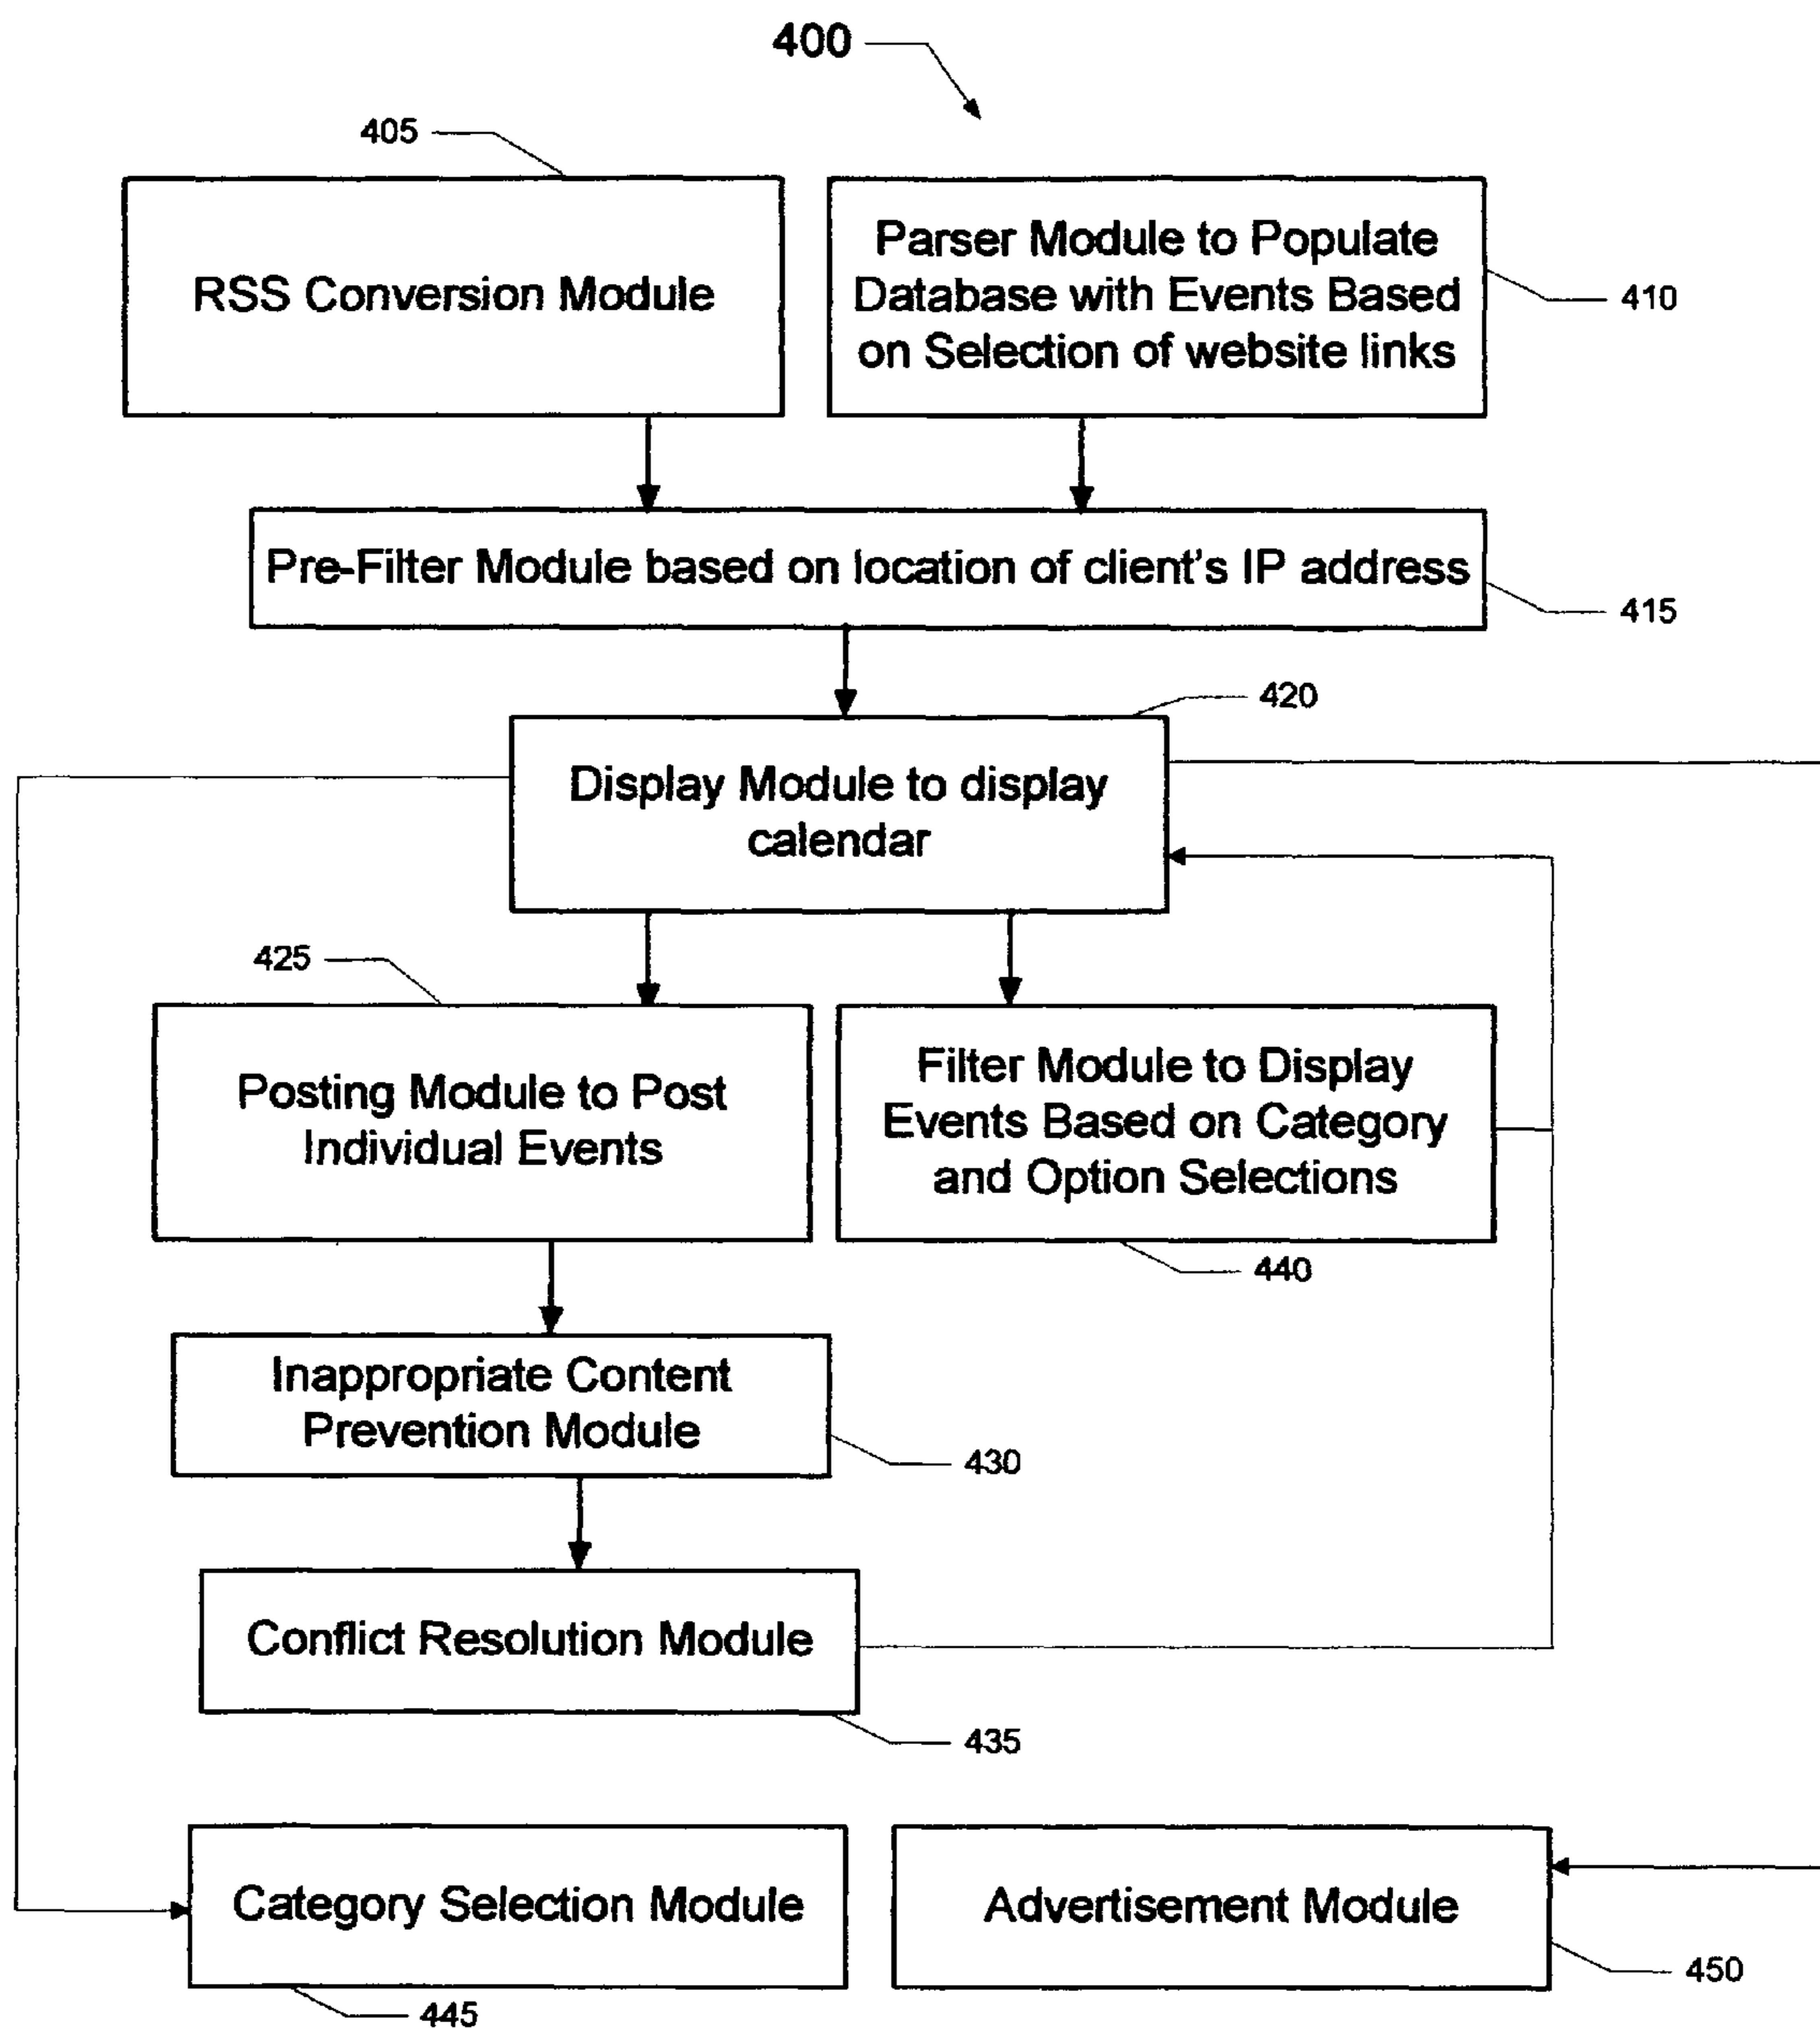 400
405
RSS Conversion Module
Parser Module to Populate
Database with Events Based
on Selection of website links
410
Pre-Filter Module based on location of client's IP address
415
420
Display Module to display
calendar
425
Posting Module to Post
Individual Events
Filter Module to Display
Events Based on Category
and Option Selections
440
Inappropriate Content
Prevention Module
430
Conflict Resolution Module
435
Category Selection Module
445
Advertisement Module
450